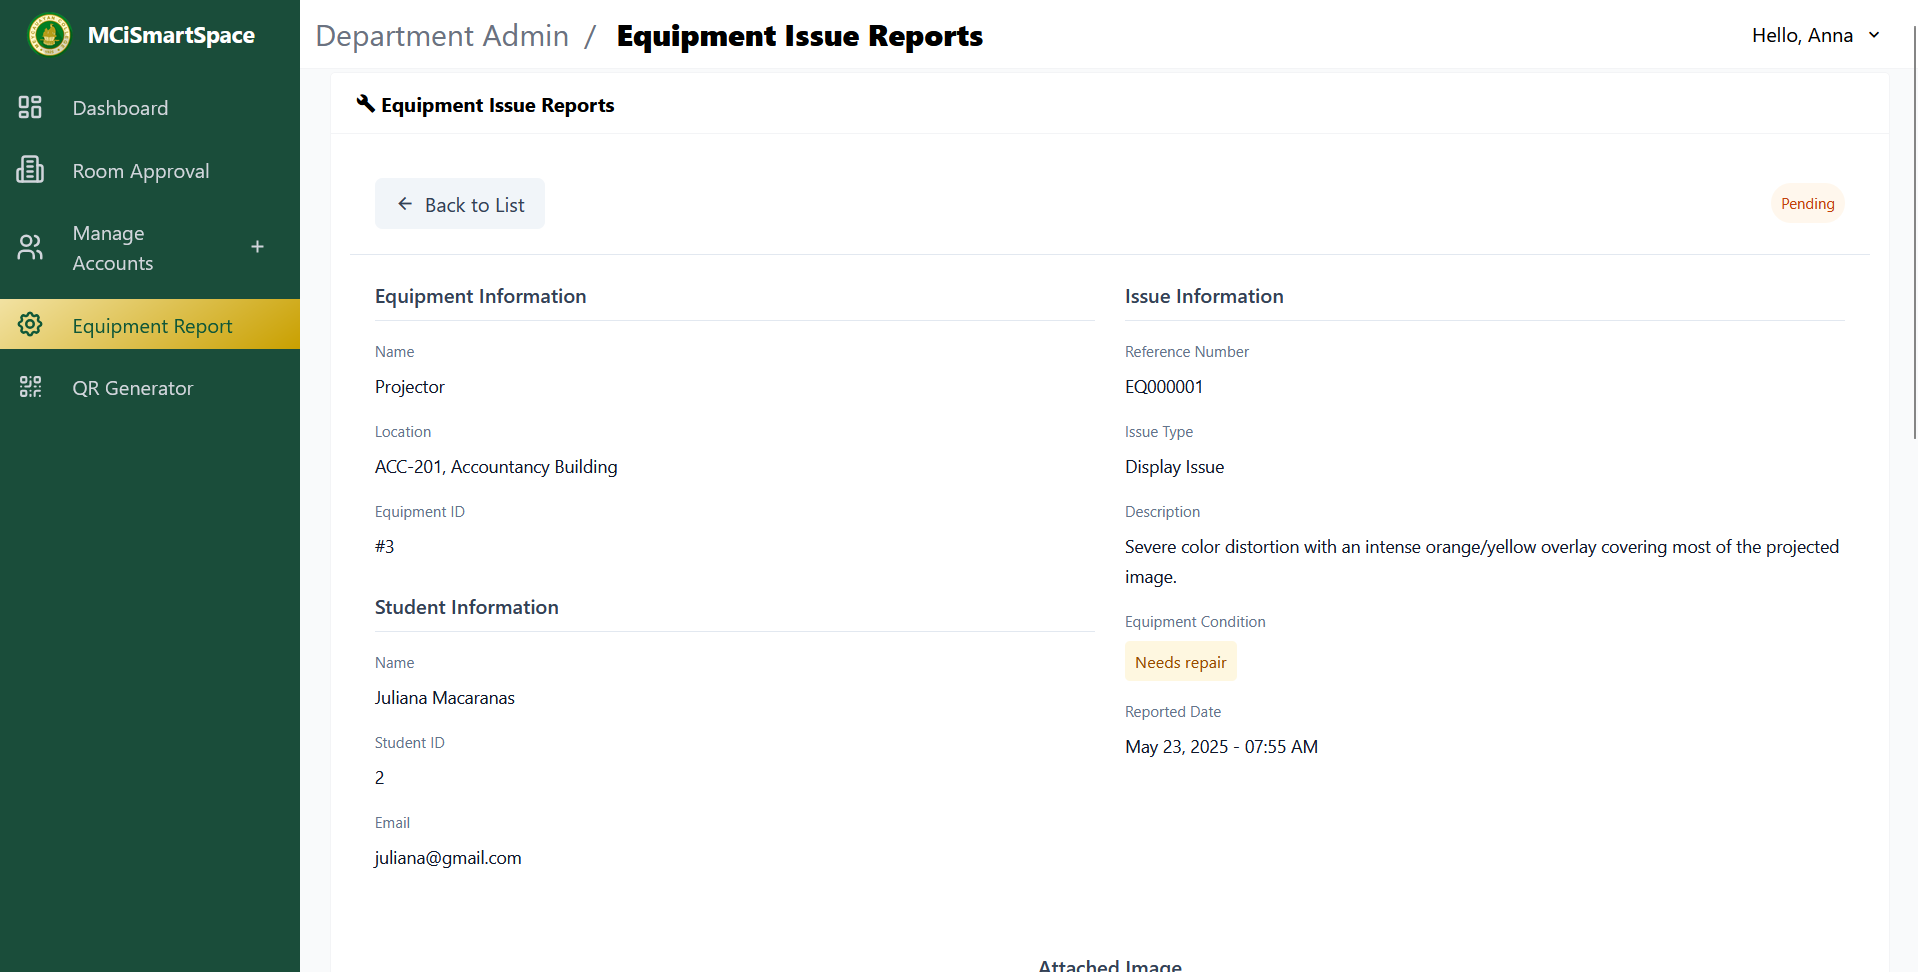 MCiSmartSpace
Dashboard
Room Approval
Manage
Accounts
+
Equipment Report
QR Generator
Department Admin / Equipment Issue Reports
Hello, Anna
Equipment Issue Reports
Back to List
Pending
Equipment Information
Name
Projector
Location
ACC-201, Accountancy Building
Equipment ID
#3
Student Information
Name
Juliana Macaranas
Student ID
2
Email
juliana@gmail.com
Issue Information
Reference Number
EQ000001
Issue Type
Display Issue
Description
Severe color distortion with an intense orange/yellow overlay covering most of the projected
image.
Equipment Condition
Needs repair
Reported Date
May 23, 2025 - 07:55 AM
Attached Image